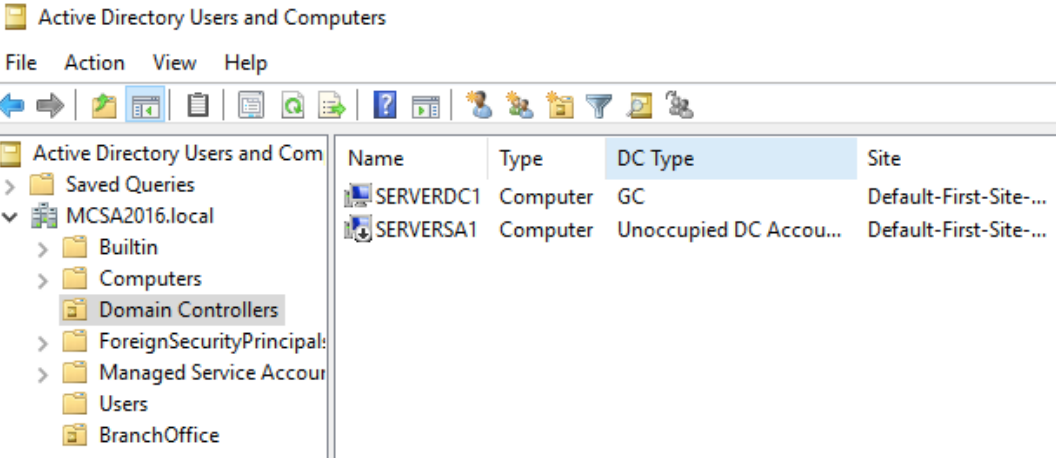 Active Directory Users and Computers
File Action View Help
Active Directory Users and Com
Saved Queries
MCSA2016.local
Builtin
Computers
Domain Controllers
ForeignSecurityPrincipals
Managed Service Accour
Users
BranchOffice
Name Type DC Type Site
SERVERDC1 Computer GC Default-First-Site-...
SERVERSA1 Computer Unoccupied DC Accou... Default-First-Site-...